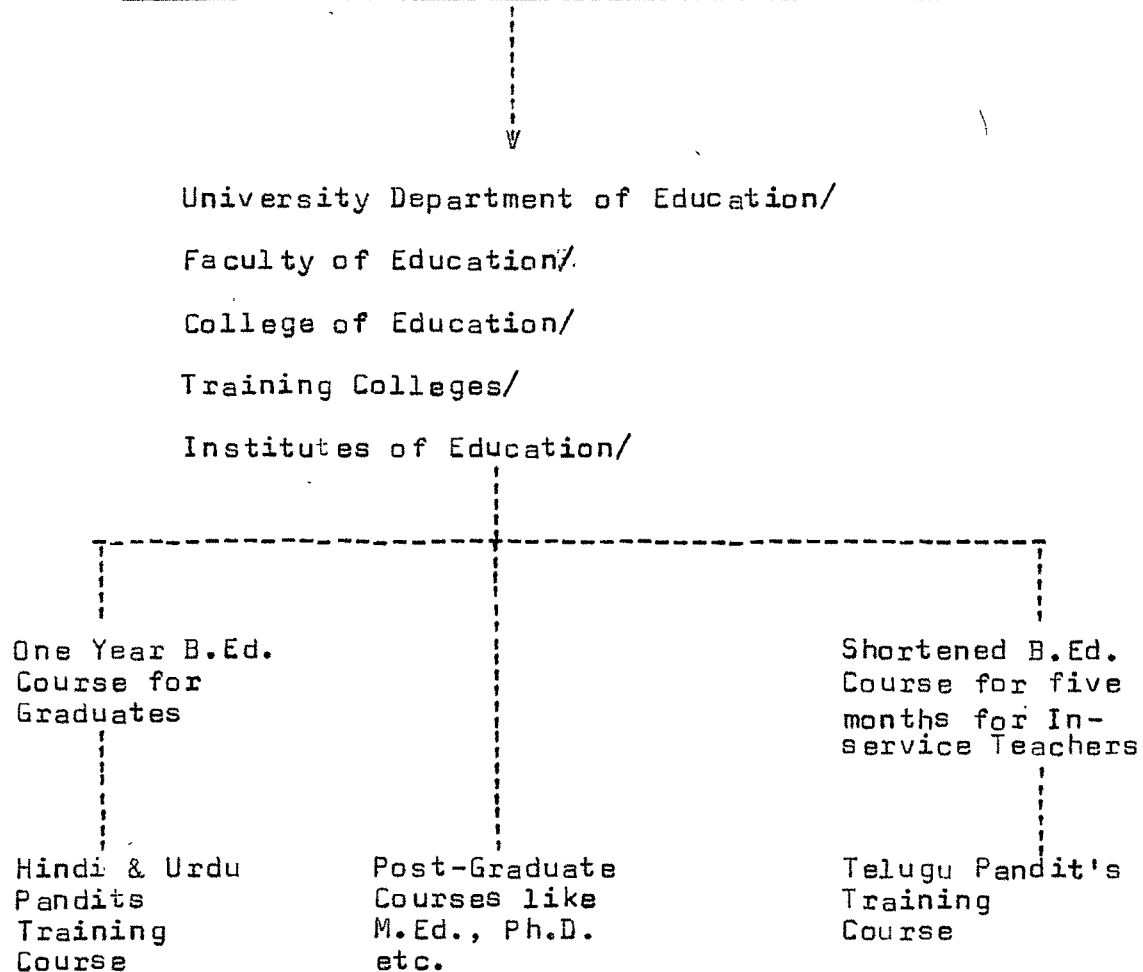 University Department of Education/
Faculty of Education/
College of Education/
Training Colleges/
Institutes of Education/
One Year B.Ed.
Course for
Graduates
Shortened B.Ed.
Course for five
months for In-
service Teachers
Hindi & Urdu
Pandits
Training
Course
Post-Graduate
Courses like
M.Ed., Ph.D.
etc.
Telugu Pandit's
Training
Course